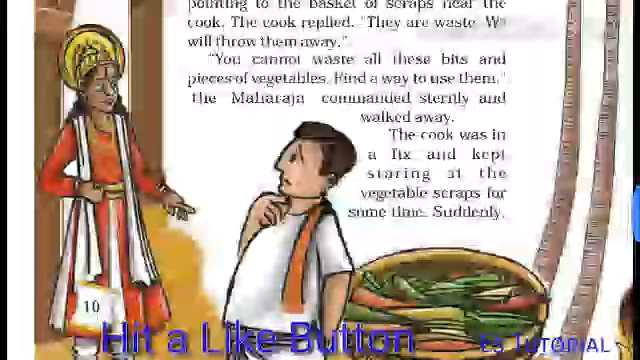 pointing to the basket of scraps near the
cook. The cook replied. "They are waste. We
will throw them away."
"You cannot waste all these bits and
pieces of vegetables. Find a way to use them,"
the Maharaja commanded sternly and
walked away.
The cook was in
a fix and kept
staring at the
vegetable scraps for
some time. Suddenly,
10
Hit a Like Button
ES TUTORIAL